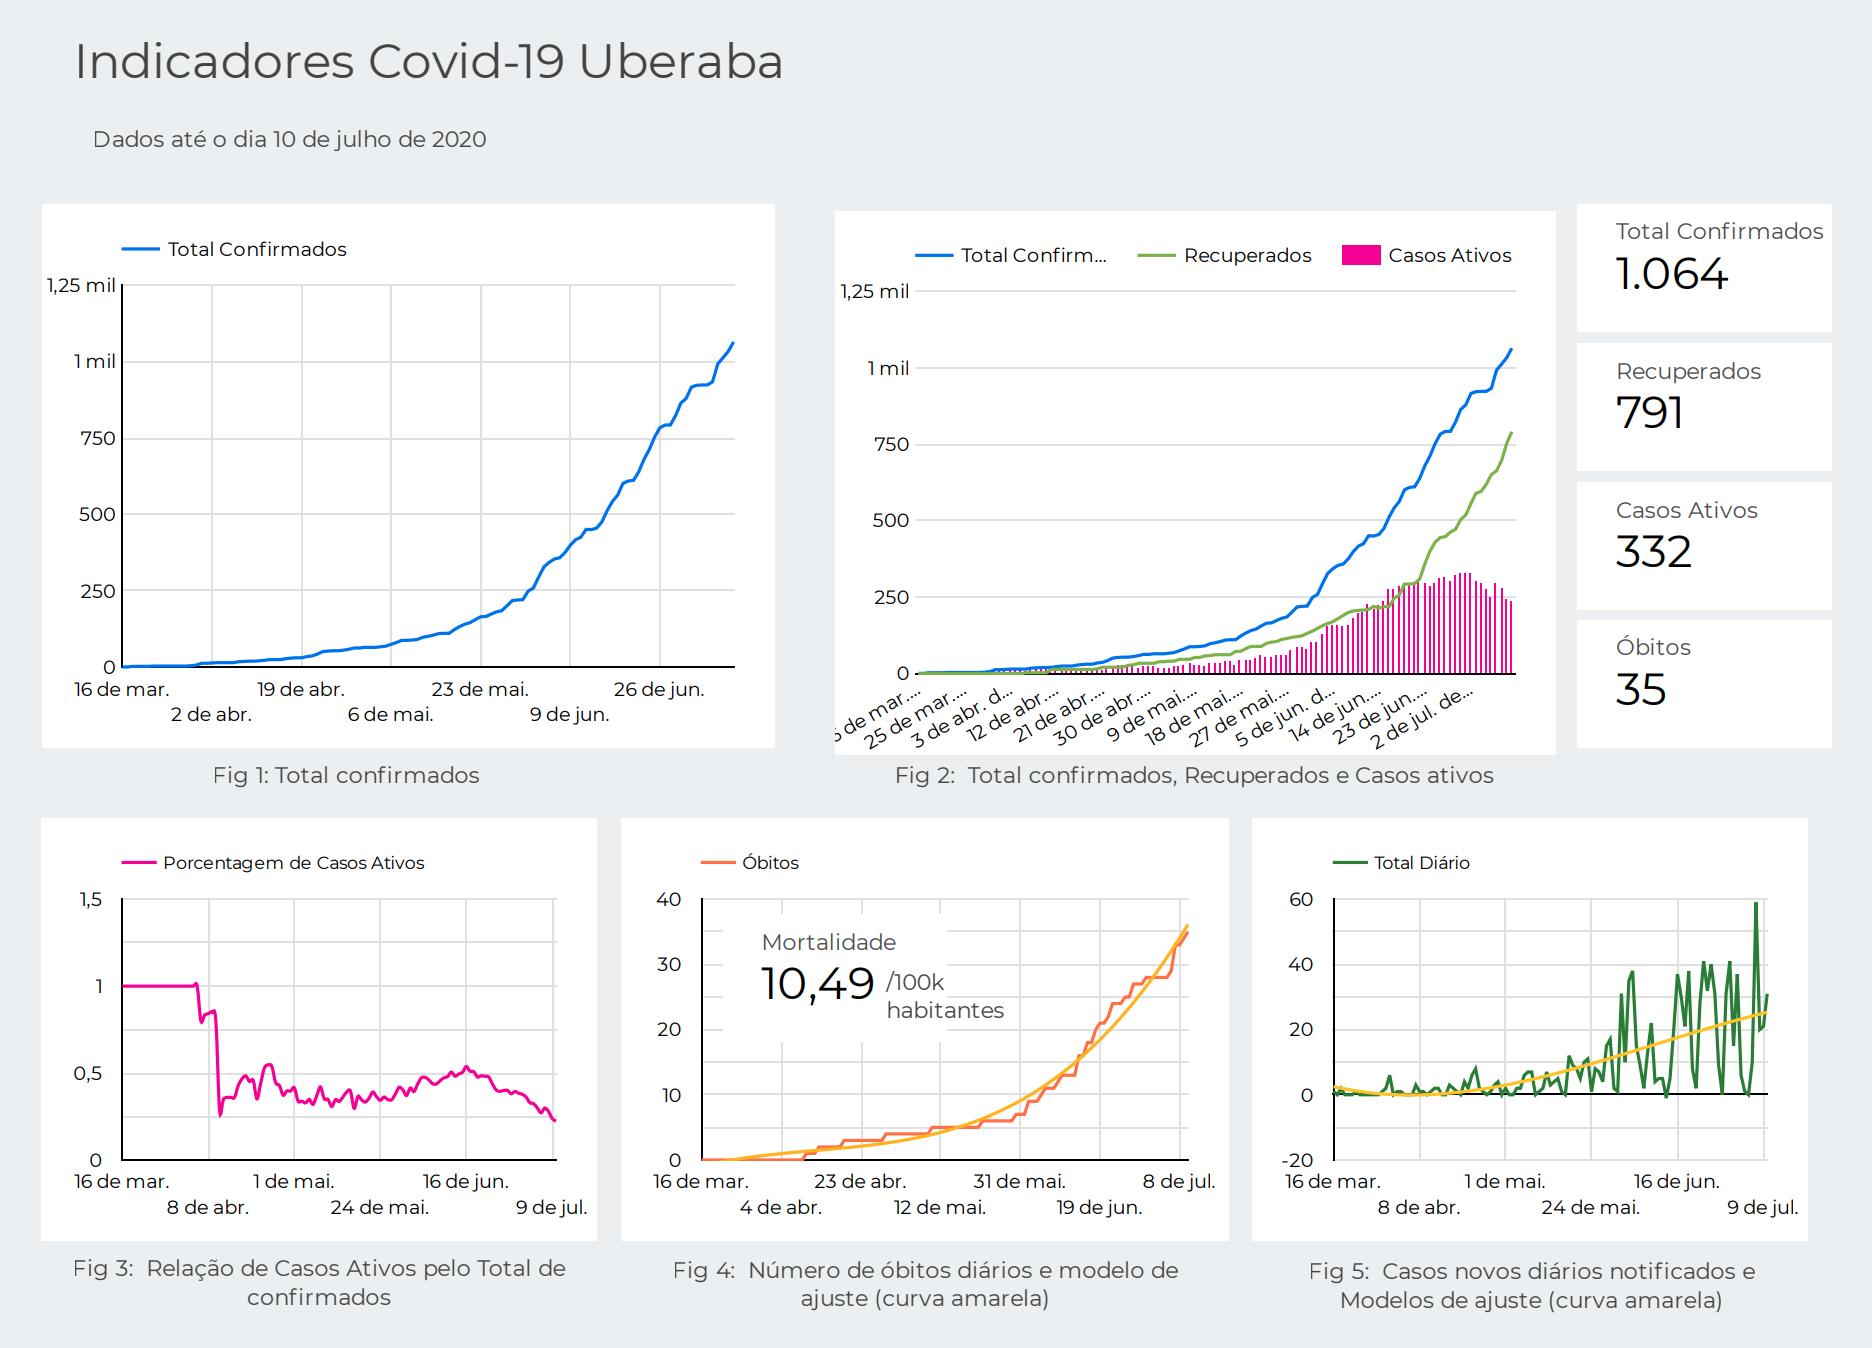 Indicadores Covid-19 Uberaba
Dados até o dia 10 de julho de 2020
Total Confirmados
1,25 mil
1 mil
750
500
250
0
16 de mar.
19 de abr.
23 de mai.
26 de jun.
2 de abr.
6 de mai.
9 de jun.
Fig 1: Total confirmados
Total Confirm...
Recuperados
Casos Ativos
1,25 mil
1 mil
750
500
250
0
6 de mar....
25 de mar....
3 de abr. d...
12 de abr....
21 de abr...
30 de abr....
9 de mai....
18 de mai....
27 de mai....
5 de jun. d...
14 de jun....
23 de jun....
2 de jul. de...
Fig 2: Total confirmados, Recuperados e Casos ativos
Total Confirmados
1.064
Recuperados
791
Casos Ativos
332
Óbitos
35
Porcentagem de Casos Ativos
1,5
1
0,5
0
16 de mar.
1 de mai.
16 de jun.
8 de abr.
24 de mai.
9 de jul.
Fig 3: Relação de Casos Ativos pelo Total de
confirmados
Óbitos
40
30
20
10
0
Mortalidade
10,49 /100k
habitantes
16 de mar.
23 de abr.
31 de mai.
8 de jul.
4 de abr.
12 de mai.
19 de jun.
Fig 4: Número de óbitos diários e modelo de
ajuste (curva amarela)
Total Diário
60
40
20
0
-20
16 de mar.
1 de mai.
16 de jun.
8 de abr.
24 de mai.
9 de jul.
Fig 5: Casos novos diários notificados e
Modelos de ajuste (curva amarela)